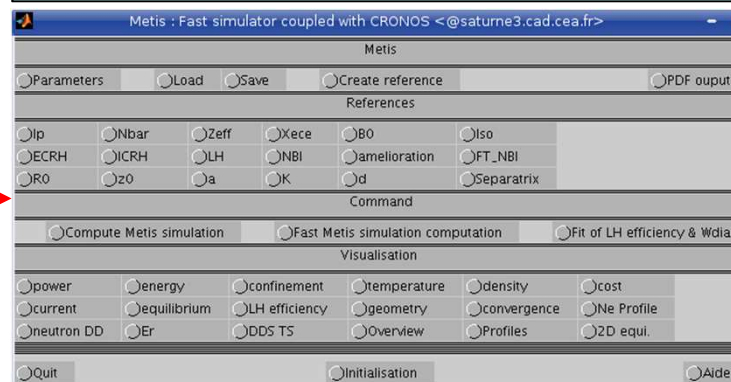 Metis : Fast simulator coupled with CRONOS <@saturne3.cad.cea.fr>
Metis
Parameters Load Save Create reference PDF ouput
References
Ip Nbar Zeff Xece B0 Iso
ECRH ICRH LH NBI amelioration FT_NBI
R0 z0 a K d Separatrix
Command
Compute Metis simulation Fast Metis simulation computation Fit of LH efficiency & Wdia
Visualisation
power energy confinement temperature density cost
current equilibrium LH efficiency geometry convergence Ne Profile
neutron DD Er DDS TS Overview Profiles 2D equi.
Quit Initialisation Aide